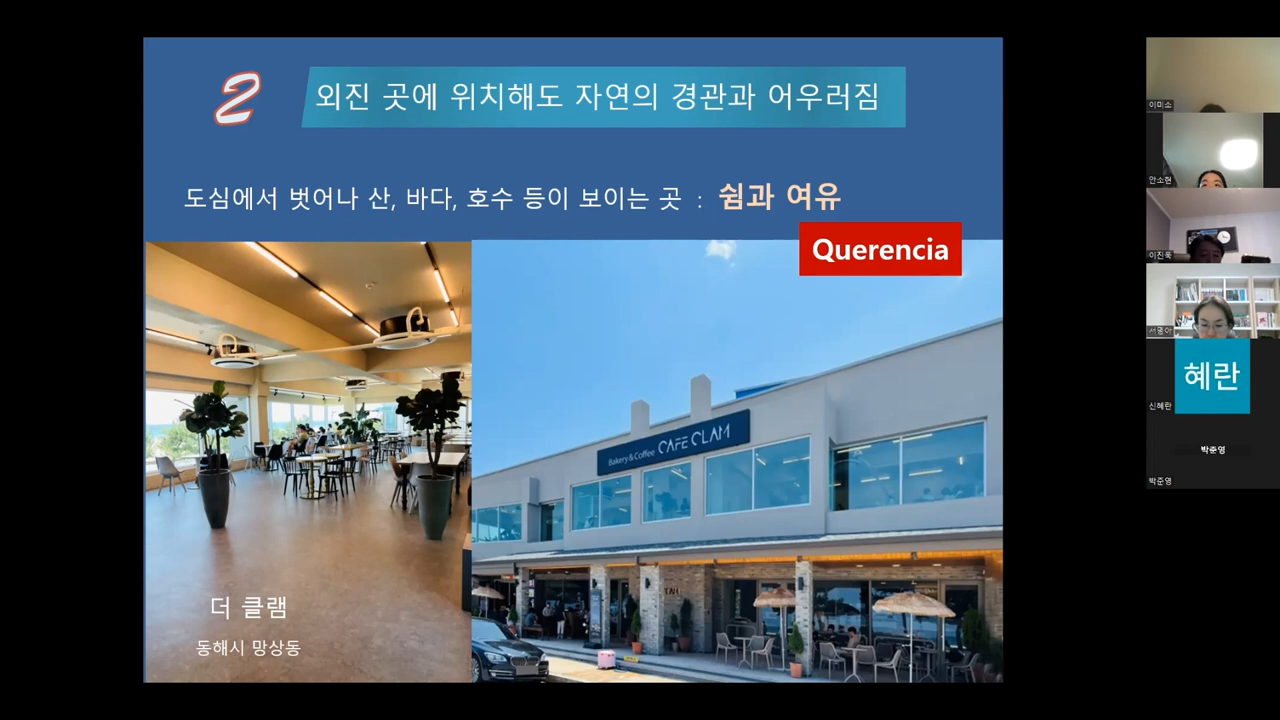 2
외진 곳에 위치해도 자연의 경관과 어우러짐
도심에서 벗어나 산, 바다, 호수 등이 보이는 곳 : 쉼과 여유
Querencia
Bakery & Coffee CAFE CLAM
더 클램
동해시 망상동
이미소
안소현
이진욱
서명아
혜란
신혜란
박준영
박준영